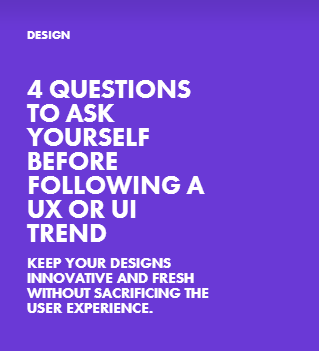 DESIGN
4 QUESTIONS
TO ASK
YOURSELF
BEFORE
FOLLOWING A
UX OR UI
TREND
KEEP YOUR DESIGNS
INNOVATIVE AND FRESH
WITHOUT SACRIFICING THE
USER EXPERIENCE.